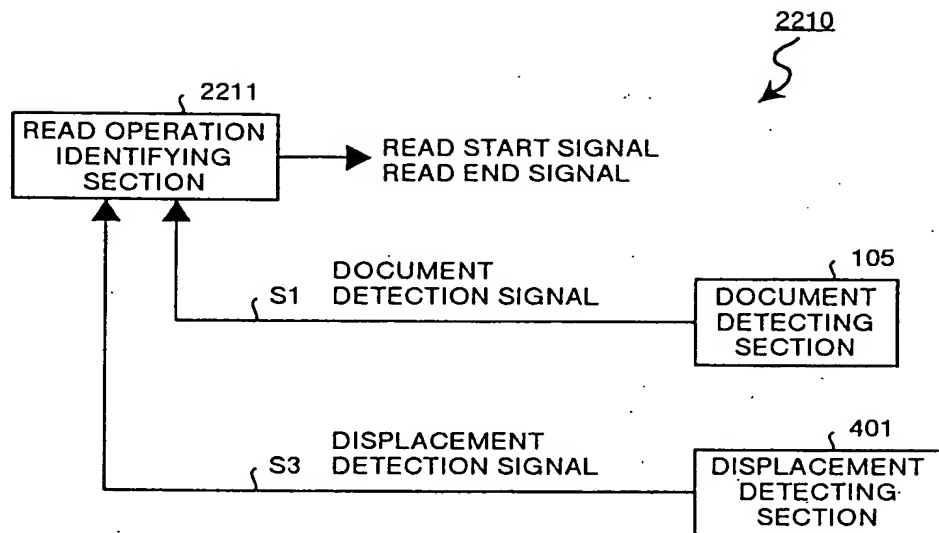 2210
2211
READ OPERATION
IDENTIFYING
SECTION
READ START SIGNAL
READ END SIGNAL
105
DOCUMENT
DETECTING
SECTION
S1
DOCUMENT
DETECTION SIGNAL
401
DISPLACEMENT
DETECTING
SECTION
S3
DISPLACEMENT
DETECTION SIGNAL